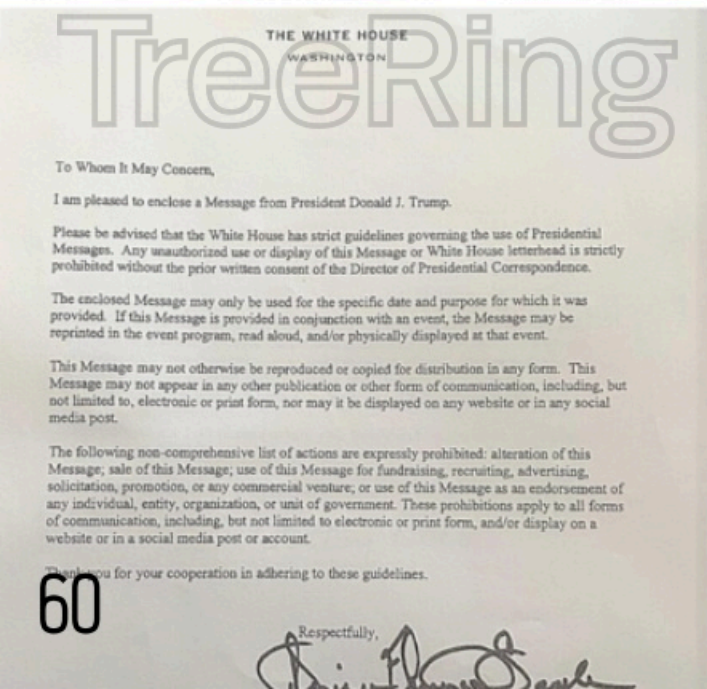 TreeRing
THE WHITE HOUSE
WASHINGTON
To Whom It May Concern,
I am pleased to enclose a Message from President Donald J. Trump.
Please be advised that the White House has strict guidelines governing the use of Presidential
Messages. Any unauthorized use or display of this Message or White House letterhead is strictly
prohibited without the prior written consent of the Director of Presidential Correspondence.
The enclosed Message may only be used for the specific date and purpose for which it was
provided. If this Message is provided in conjunction with an event, the Message may be
reprinted in the event program, read aloud, and/or physically displayed at that event.
This Message may not otherwise be reproduced or copied for distribution in any form. This
Message may not appear in any other publication or other form of communication, including, but
not limited to, electronic or print form, nor may it be displayed on any website or in any social
media post.
The following non-comprehensive list of actions are expressly prohibited: alteration of this
Message; sale of this Message; use of this Message for fundraising, recruiting, advertising,
solicitation, promotion, or any commercial venture; or use of this Message as an endorsement of
any individual, entity, organization, or unit of government. These prohibitions apply to all forms
of communication, including, but not limited to electronic or print form, and/or display on a
website or in a social media post or account.
Thank you for your cooperation in adhering to these guidelines.
60
Respectfully,